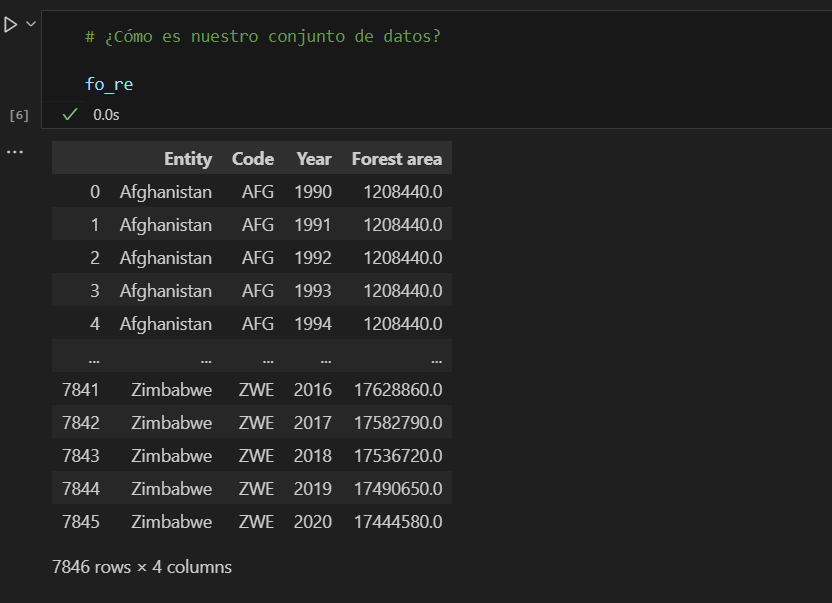 # ¿Cómo es nuestro conjunto de datos?
fo_re
[6] 0.0s
...
Entity Code Year Forest area
0 Afghanistan AFG 1990 1208440.0
1 Afghanistan AFG 1991 1208440.0
2 Afghanistan AFG 1992 1208440.0
3 Afghanistan AFG 1993 1208440.0
4 Afghanistan AFG 1994 1208440.0
... ... ... ... ...
7841 Zimbabwe ZWE 2016 17628860.0
7842 Zimbabwe ZWE 2017 17582790.0
7843 Zimbabwe ZWE 2018 17536720.0
7844 Zimbabwe ZWE 2019 17490650.0
7845 Zimbabwe ZWE 2020 17444580.0
7846 rows × 4 columns